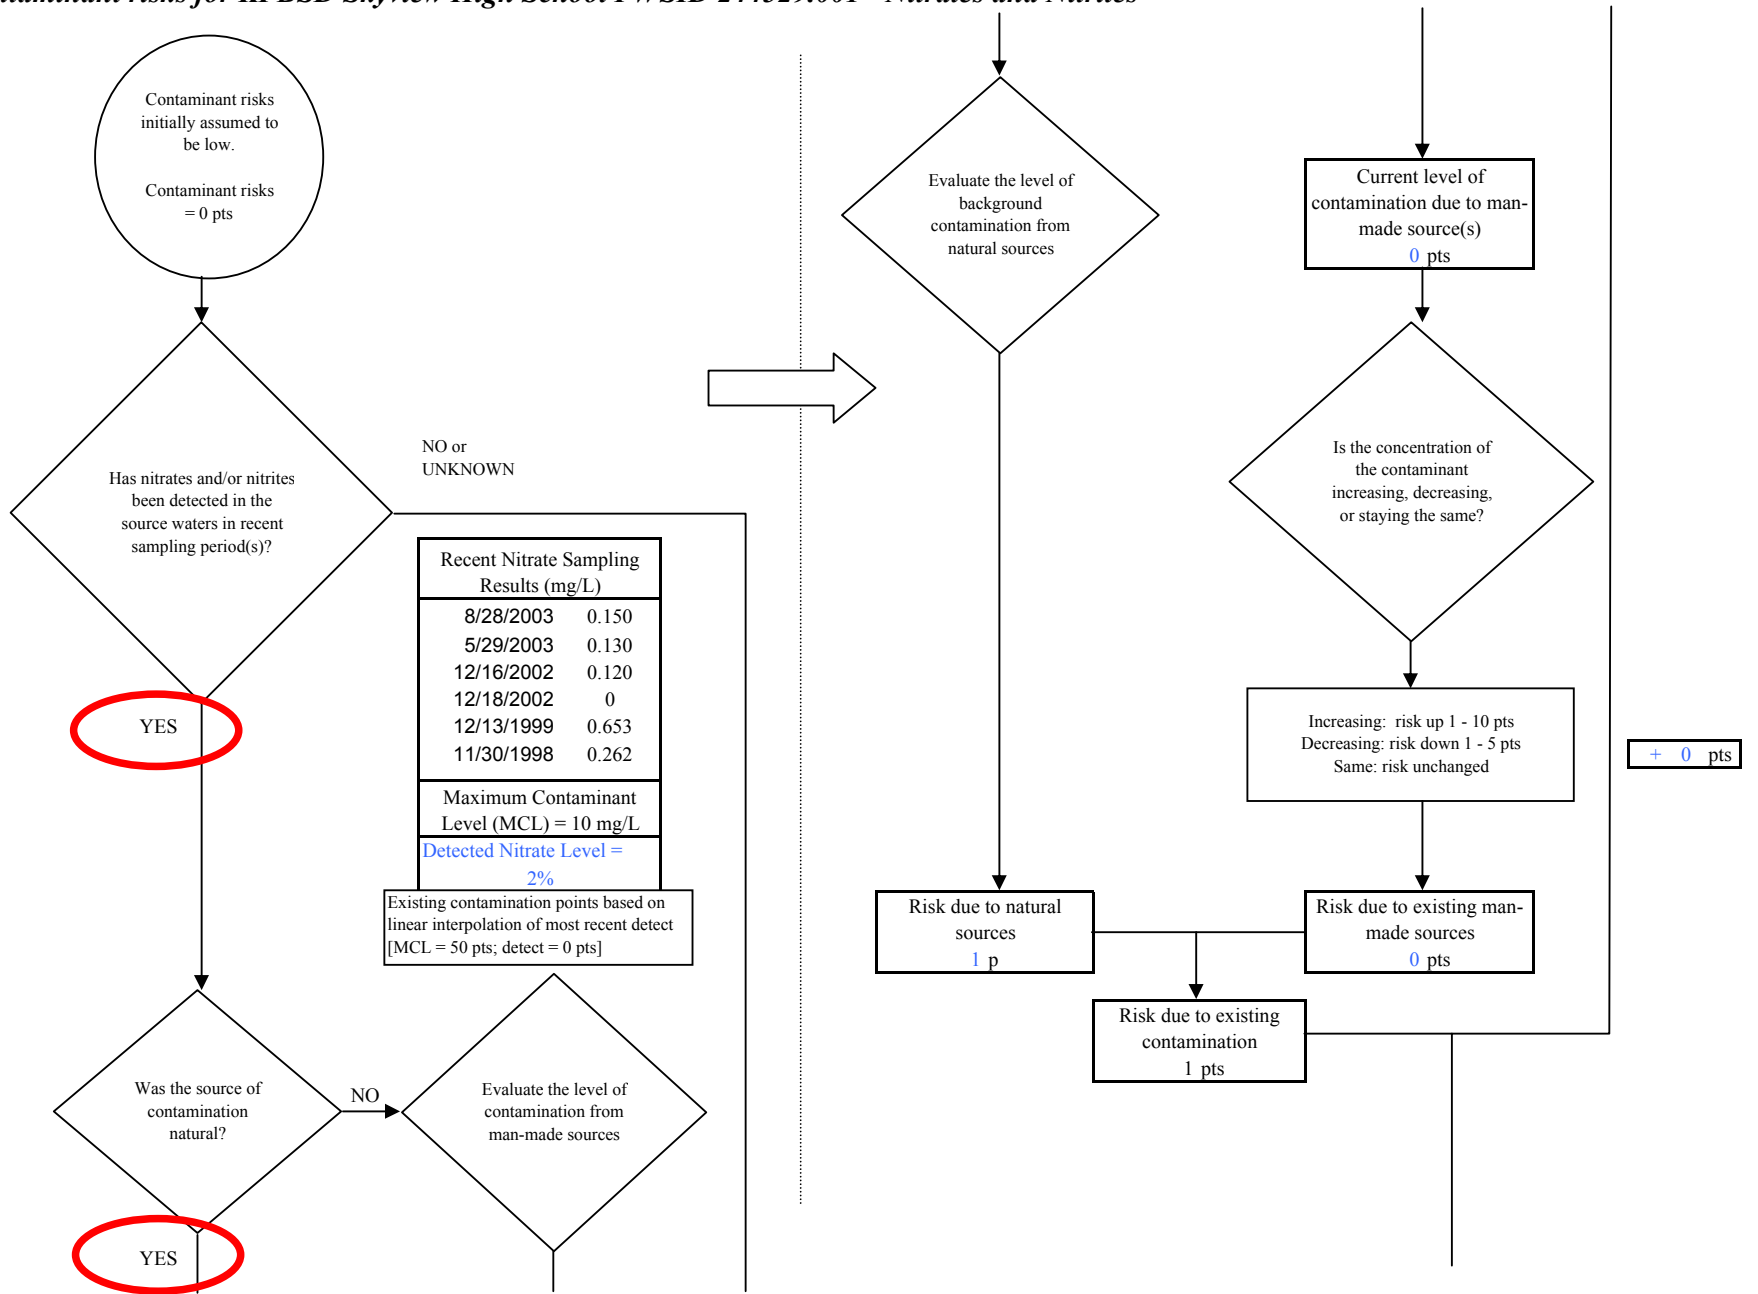 Contaminant risks
initially assumed to
be low.
Contaminant risks
= 0 pts
Has nitrates and/or nitrites
been detected in the
source waters in recent
sampling period(s)?
NO or
UNKNOWN
YES
Recent Nitrate Sampling
Results (mg/L)
8/28/2003 0.150
5/29/2003 0.130
12/16/2002 0.120
12/18/2002 0
12/13/1999 0.653
11/30/1998 0.262
Maximum Contaminant
Level (MCL) = 10 mg/L
Detected Nitrate Level =
2%
Existing contamination points based on
linear interpolation of most recent detect
[MCL = 50 pts; detect = 0 pts]
Was the source of
contamination
natural?
NO
Evaluate the level of
contamination from
man-made sources
YES
Evaluate the level of
background
contamination from
natural sources
Current level of
contamination due to man-
made source(s)
0 pts
Is the concentration of
the contaminant
increasing, decreasing,
or staying the same?
Increasing: risk up 1 - 10 pts
Decreasing: risk down 1 - 5 pts
Same: risk unchanged
+ 0 pts
Risk due to natural
sources
1 p
Risk due to existing man-
made sources
0 pts
Risk due to existing
contamination
1 pts